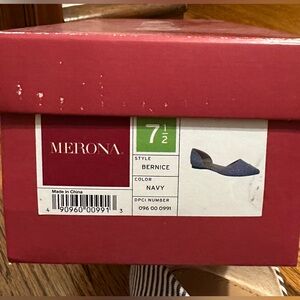 7 1/2
MERONA
STYLE
BERNICE
COLOR
NAVY
DPCI NUMBER
096 00 0991
Made in China
4 90960 00991 3